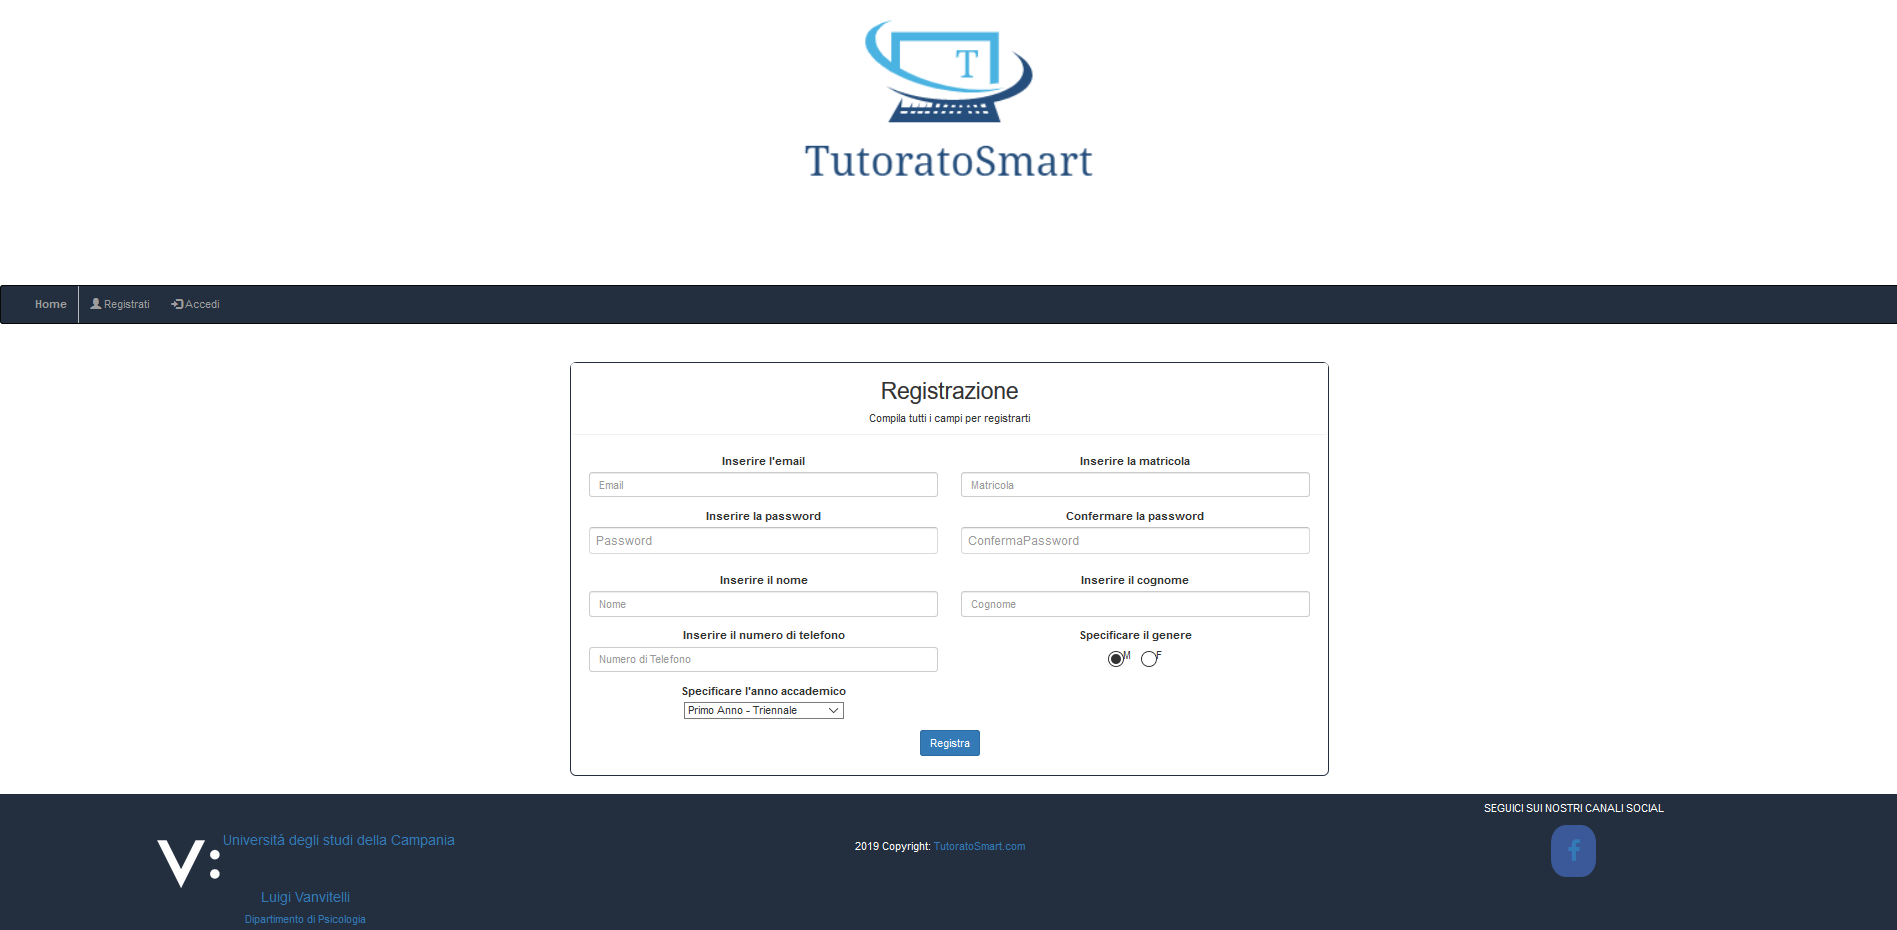 T
TutoratoSmart
Home Registrati Accedi
Registrazione
Compila tutti i campi per registrarti
Inserire l'email Inserire la matricola
Email Matricola
Inserire la password Confermare la password
Password ConfermaPassword
Inserire il nome Inserire il cognome
Nome Cognome
Inserire il numero di telefono Specificare il genere
Numero di Telefono M F
Specificare l'anno accademico
Primo Anno - Triennale
Registra
SEGUICI SUI NOSTRI CANALI SOCIAL
V: Universitá degli studi della Campania
2019 Copyright: TutoratoSmart.com
f
Luigi Vanvitelli
Dipartimento di Psicologia